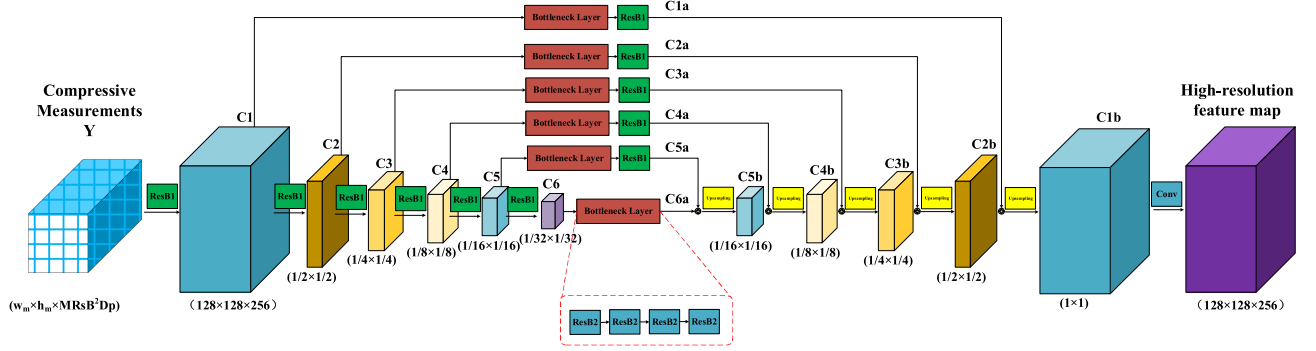 Bottleneck Layer ResB1 C1a
Bottleneck Layer ResB1 C2a
Bottleneck Layer ResB1 C3a
Bottleneck Layer ResB1 C4a
Bottleneck Layer ResB1 C5a
Compressive
Measurements
Y
High-resolution
feature map
C1 C2 C3 C4 C5 C6
C6a C5b C4b C3b C2b C1b
ResB1 ResB1 ResB1 ResB1 ResB1 ResB1
Bottleneck Layer
Upsampling Upsampling Upsampling Upsampling Upsampling
Conv
(wm×hm×MRsB²Dp)
(128×128×256)
(1/2×1/2)
(1/4×1/4)
(1/8×1/8)
(1/16×1/16)
(1/32×1/32)
(1/16×1/16)
(1/8×1/8)
(1/4×1/4)
(1/2×1/2)
(1×1)
(128×128×256)
ResB2 ResB2 ResB2 ResB2